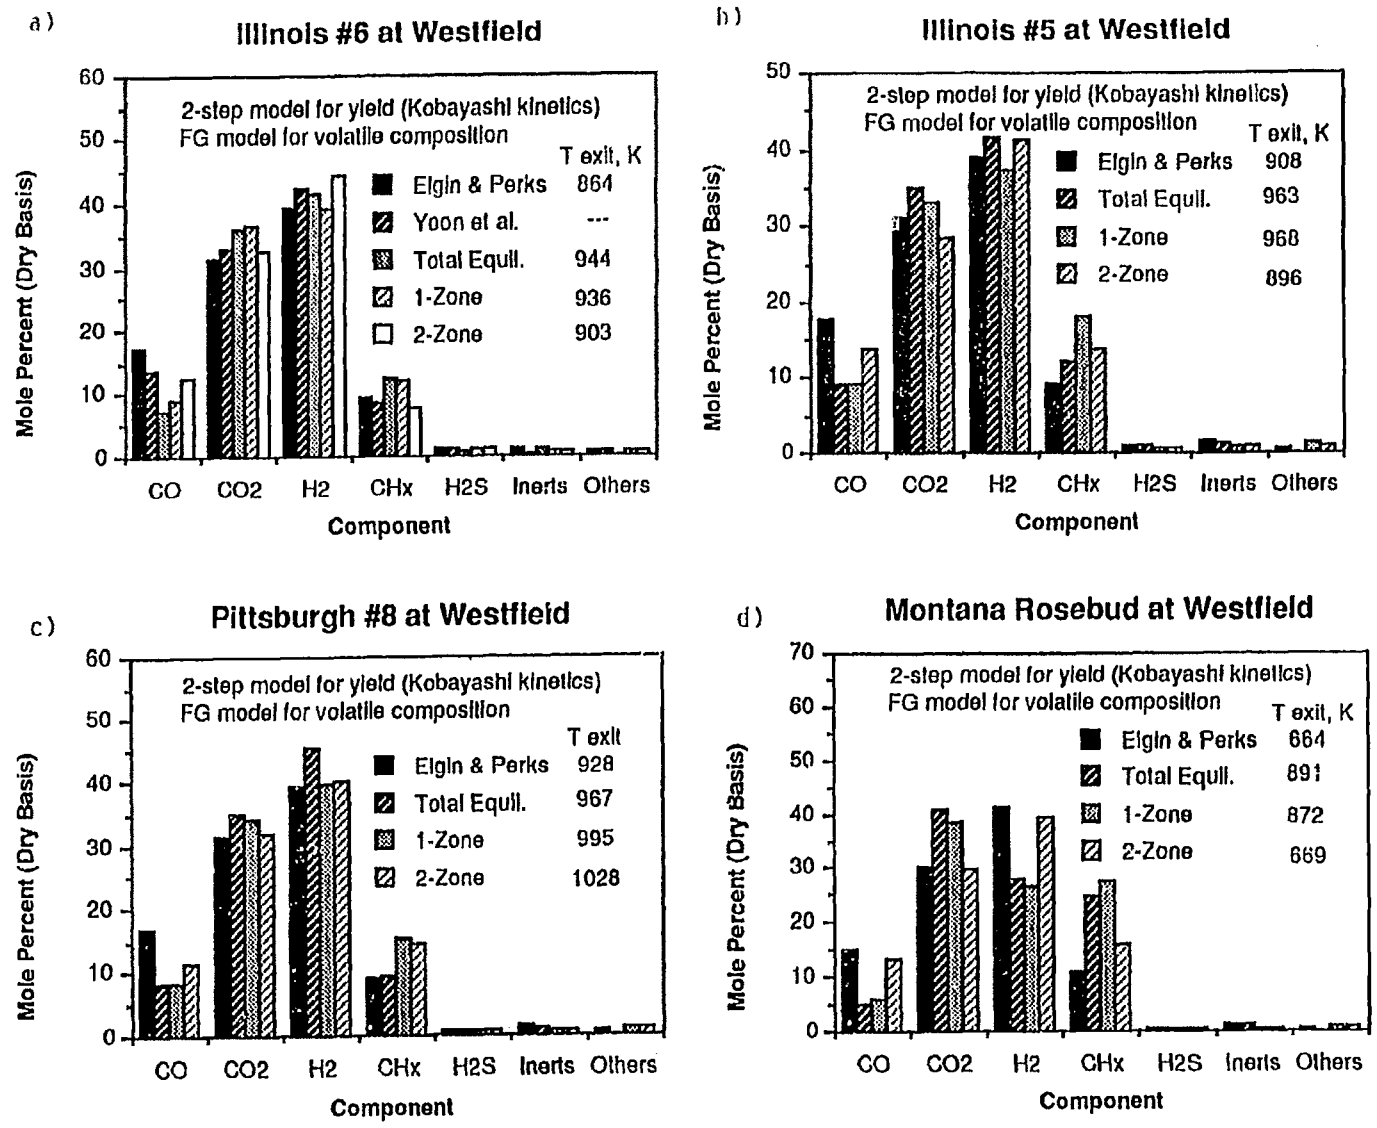 a)
Illinois #6 at Westfield
60
50
40
30
20
10
0
Mole Percent (Dry Basis)
2-step model for yield (Kobayashi kinetics)
FG model for volatile composition
T exit, K
Elgin & Perks 864
Yoon et al. ---
Total Equil. 944
1-Zone 936
2-Zone 903
CO CO2 H2 CHx H2S Inerts Others
Component
b)
Illinois #5 at Westfield
50
40
30
20
10
0
Mole Percent (Dry Basis)
2-step model for yield (Kobayashi kinetics)
FG model for volatile composition
T exit, K
Elgin & Perks 908
Total Equil. 963
1-Zone 968
2-Zone 896
CO CO2 H2 CHx H2S Inerts Others
Component
c)
Pittsburgh #8 at Westfield
60
50
40
30
20
10
0
Mole Percent (Dry Basis)
2-step model for yield (Kobayashi kinetics)
FG model for volatile composition
T exit
Elgin & Perks 928
Total Equil. 967
1-Zone 995
2-Zone 1028
CO CO2 H2 CHx H2S Inerts Others
Component
d)
Montana Rosebud at Westfield
70
60
50
40
30
20
10
0
Mole Percent (Dry Basis)
2-step model for yield (Kobayashi kinetics)
FG model for volatile composition
T exit, K
Elgin & Perks 664
Total Equil. 891
1-Zone 872
2-Zone 669
CO CO2 H2 CHx H2S Inerts Others
Component